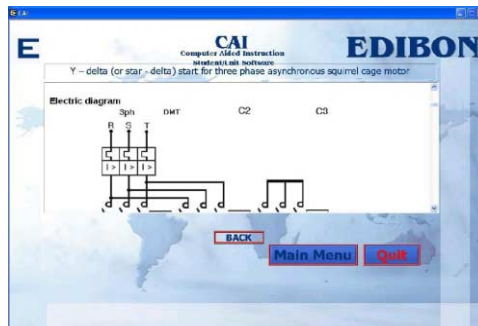 E CAI EDIBON
Computer Aided Instruction
Student/Unit Software
Y – delta (or star - delta) start for three phase asynchronous squirrel cage motor
Electric diagram
3ph DMT C2 C3
R S T
I > I > I >
BACK
Main Menu Quit